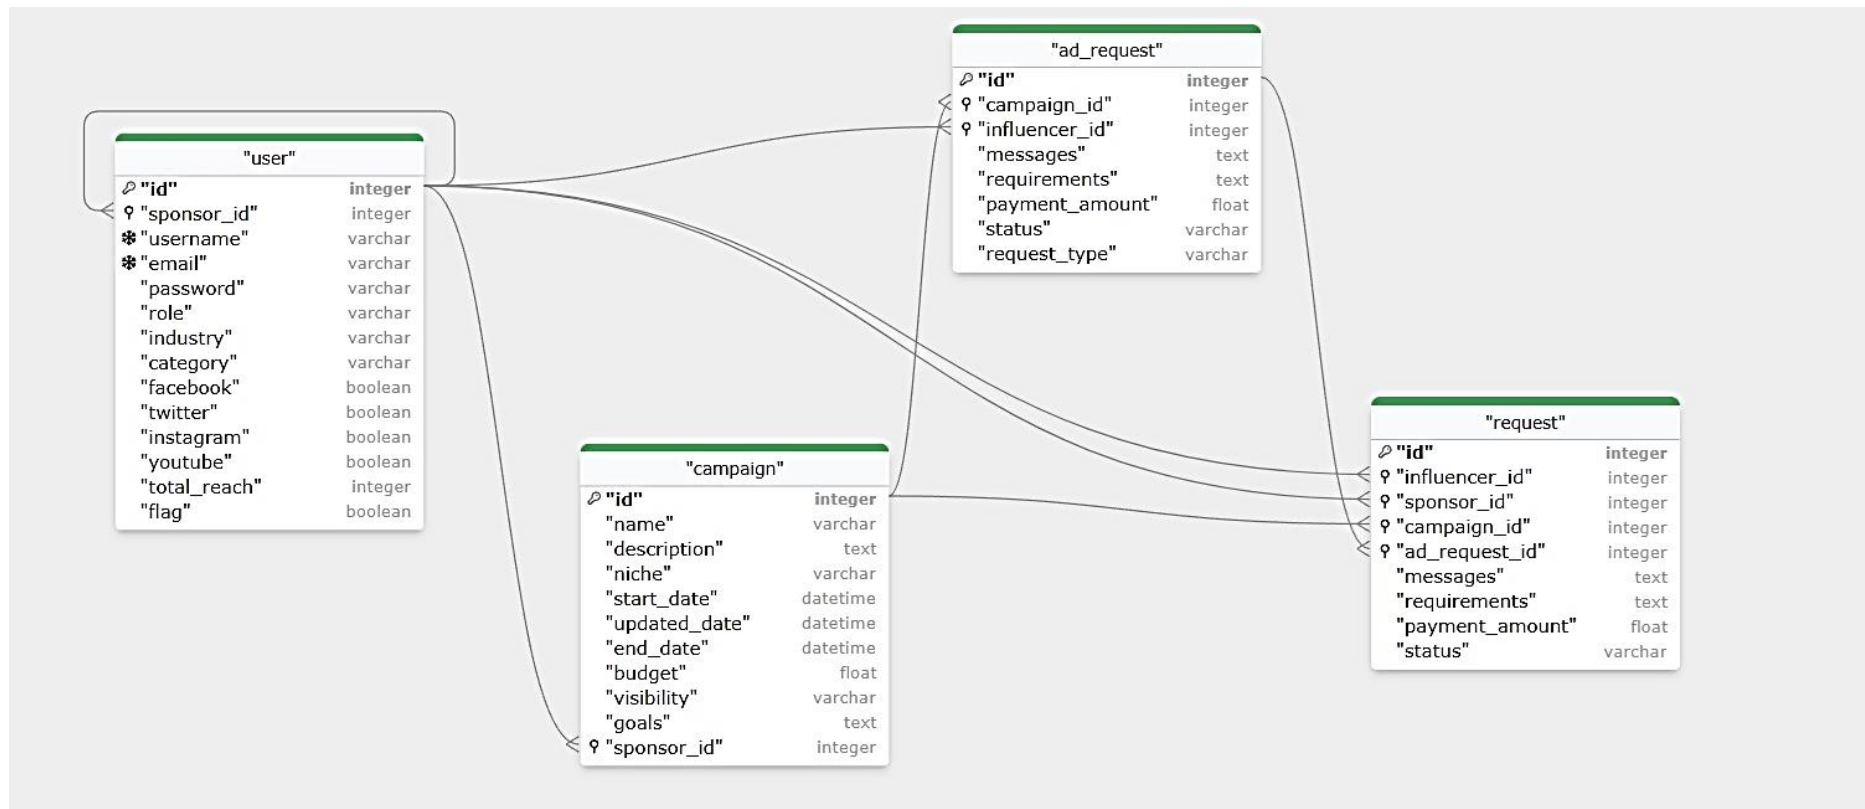 "user"
"id" integer
"sponsor_id" integer
"username" varchar
"email" varchar
"password" varchar
"role" varchar
"industry" varchar
"category" varchar
"facebook" boolean
"twitter" boolean
"instagram" boolean
"youtube" boolean
"total_reach" integer
"flag" boolean
"campaign"
"id" integer
"name" varchar
"description" text
"niche" varchar
"start_date" datetime
"updated_date" datetime
"end_date" datetime
"budget" float
"visibility" varchar
"goals" text
"sponsor_id" integer
"ad_request"
"id" integer
"campaign_id" integer
"influencer_id" integer
"messages" text
"requirements" text
"payment_amount" float
"status" varchar
"request_type" varchar
"request"
"id" integer
"influencer_id" integer
"sponsor_id" integer
"campaign_id" integer
"ad_request_id" integer
"messages" text
"requirements" text
"payment_amount" float
"status" varchar